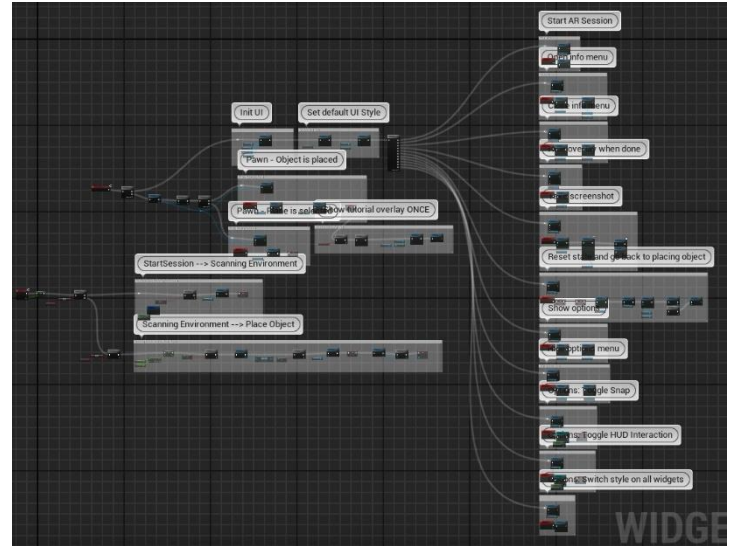 Start AR Session
Open info menu
info menu
Init UI
Set default UI Style
when done
Pawn - Object is placed
screenshot
is tutorial overlay ONCE
StartSession --> Scanning Environment
Reset and go back to placing object
Show options
Scanning Environment --> Place Object
options menu
Snap
Toggle HUD Interaction
Switch style on all widgets
WIDGE